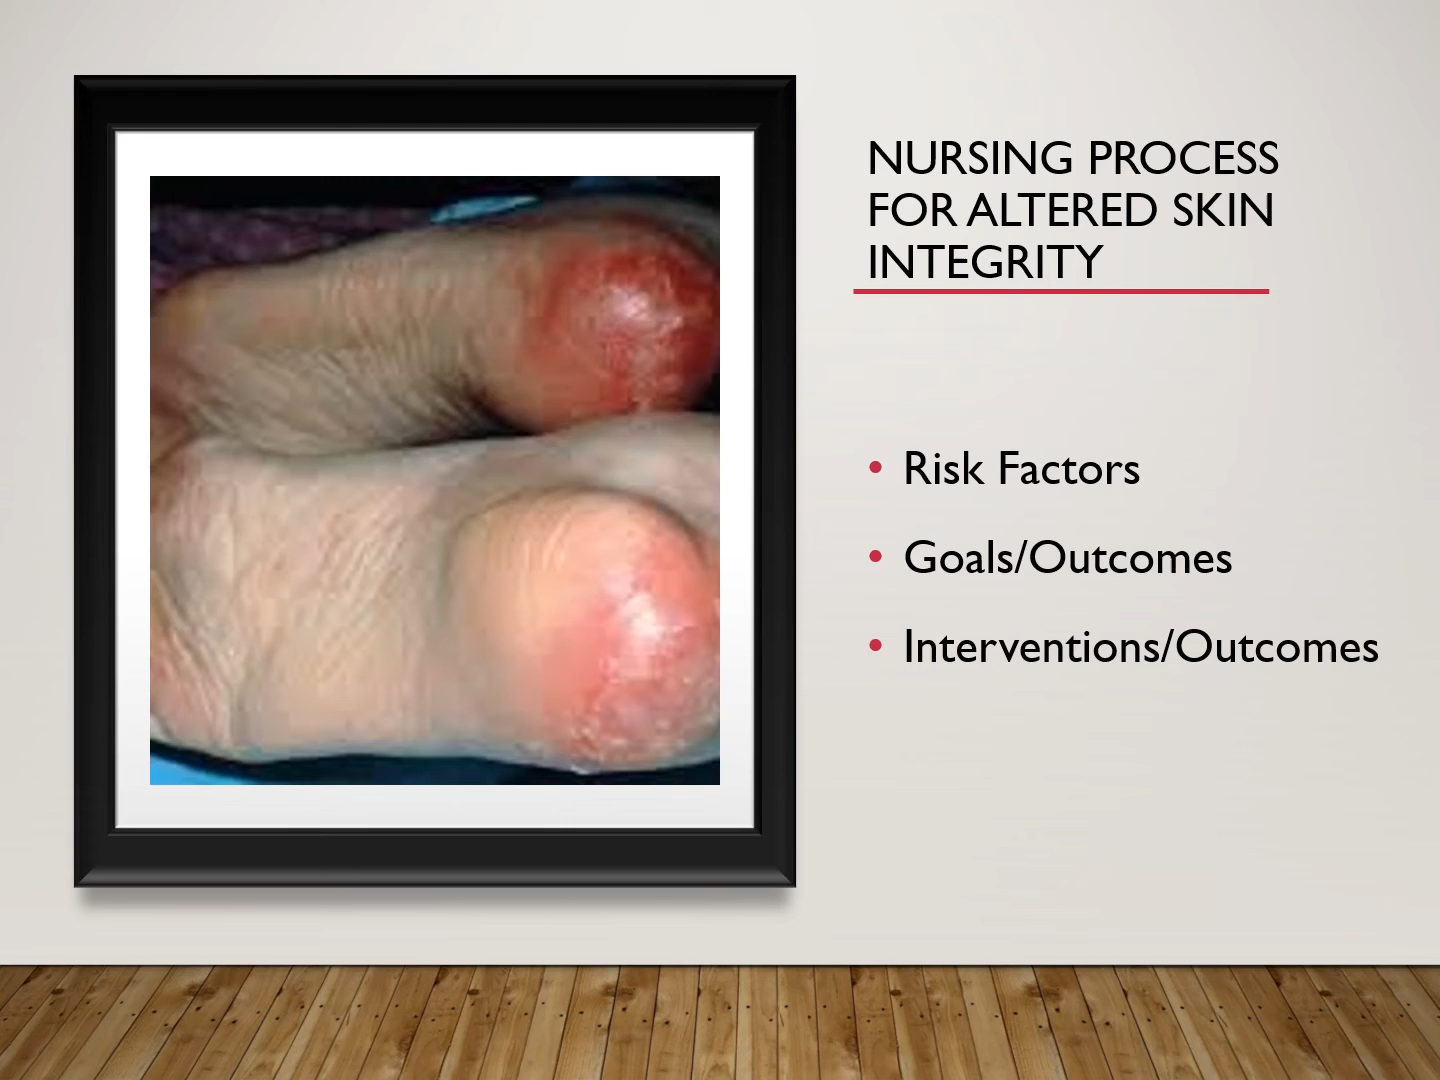 NURSING PROCESS
FOR ALTERED SKIN
INTEGRITY
• Risk Factors
• Goals/Outcomes
• Interventions/Outcomes